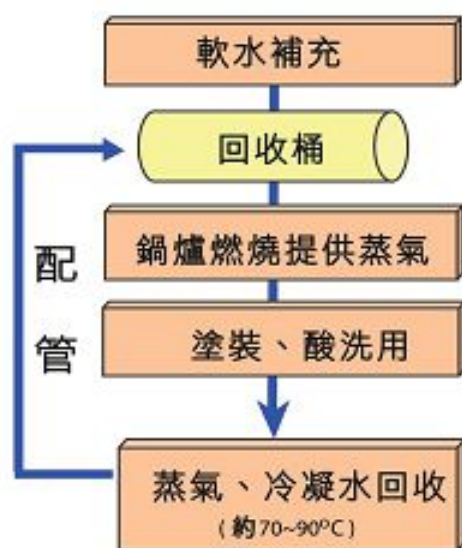 軟水補充
回收桶
鍋爐燃燒提供蒸氣
配
管
塗裝、酸洗用
蒸氣、冷凝水回收
(約70~90⁰C)